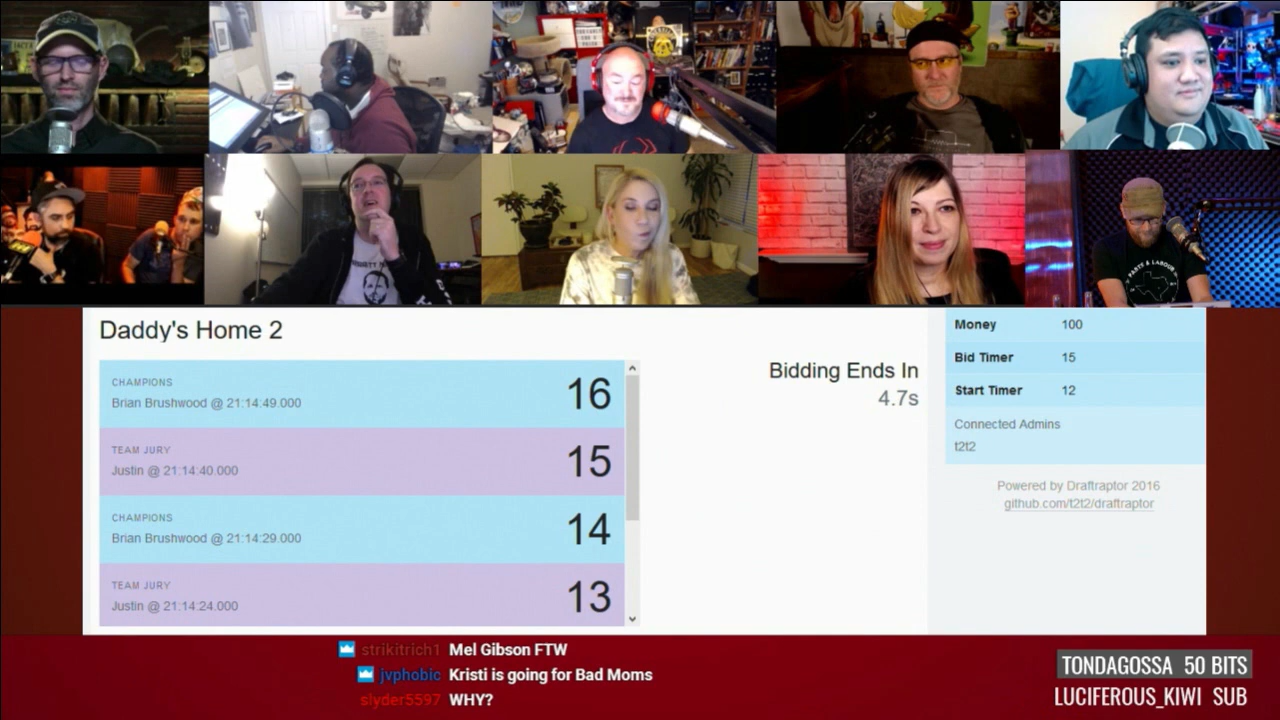 Daddy's Home 2
CHAMPIONS
Brian Brushwood @ 21:14:49.000
16
TEAM JURY
Justin @ 21:14:40.000
15
CHAMPIONS
Brian Brushwood @ 21:14:29.000
14
TEAM JURY
Justin @ 21:14:24.000
13
Bidding Ends In
4.7s
Money 100
Bid Timer 15
Start Timer 12
Connected Admins
t2t2
Powered by Draftraptor 2016
github.com/t2t2/draftraptor
strikitrich1 Mel Gibson FTW
jvphobic Kristi is going for Bad Moms
slyder5597 WHY?
TONDAGOSSA 50 BITS
LUCIFEROUS_KIWI SUB